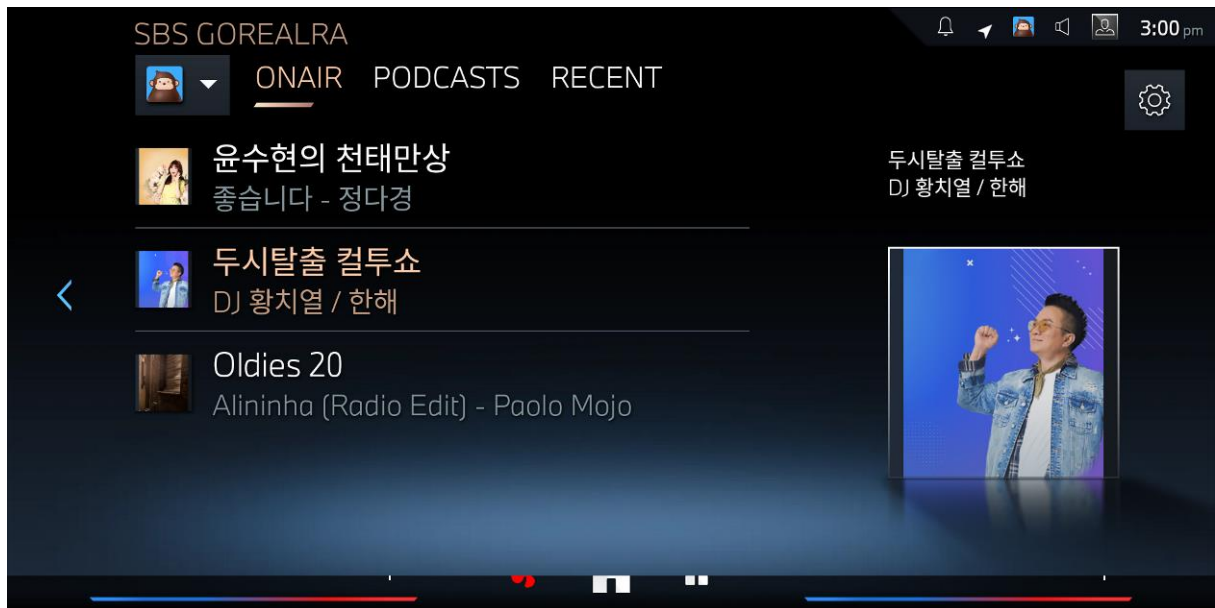 SBS GOREALRA
3:00 pm
ONAIR PODCASTS RECENT
윤수현의 천태만상
좋습니다 - 정다경
두시탈출 컬투쇼
DJ 황치열 / 한해
Oldies 20
Alininha (Radio Edit) - Paolo Mojo
두시탈출 컬투쇼
DJ 황치열 / 한해